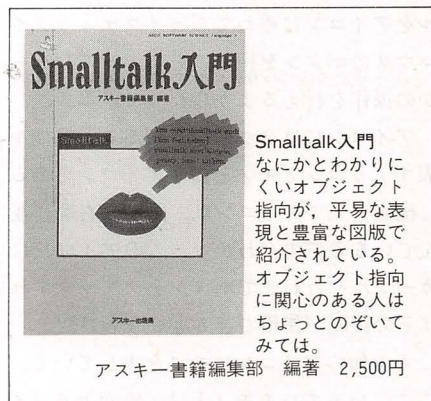 ASCII SOFTWARE SCIENCE Language
Smalltalk入門
アスキー書籍編集部 編著
Smalltalk
アスキー出版局
Smalltalk入門
なにかとわかりに
くいオブジェクト
指向が，平易な表
現と豊富な図版で
紹介されている。
オブジェクト指向
に関心のある人は
ちょっとのぞいて
みては。
アスキー書籍編集部　編著　2,500円